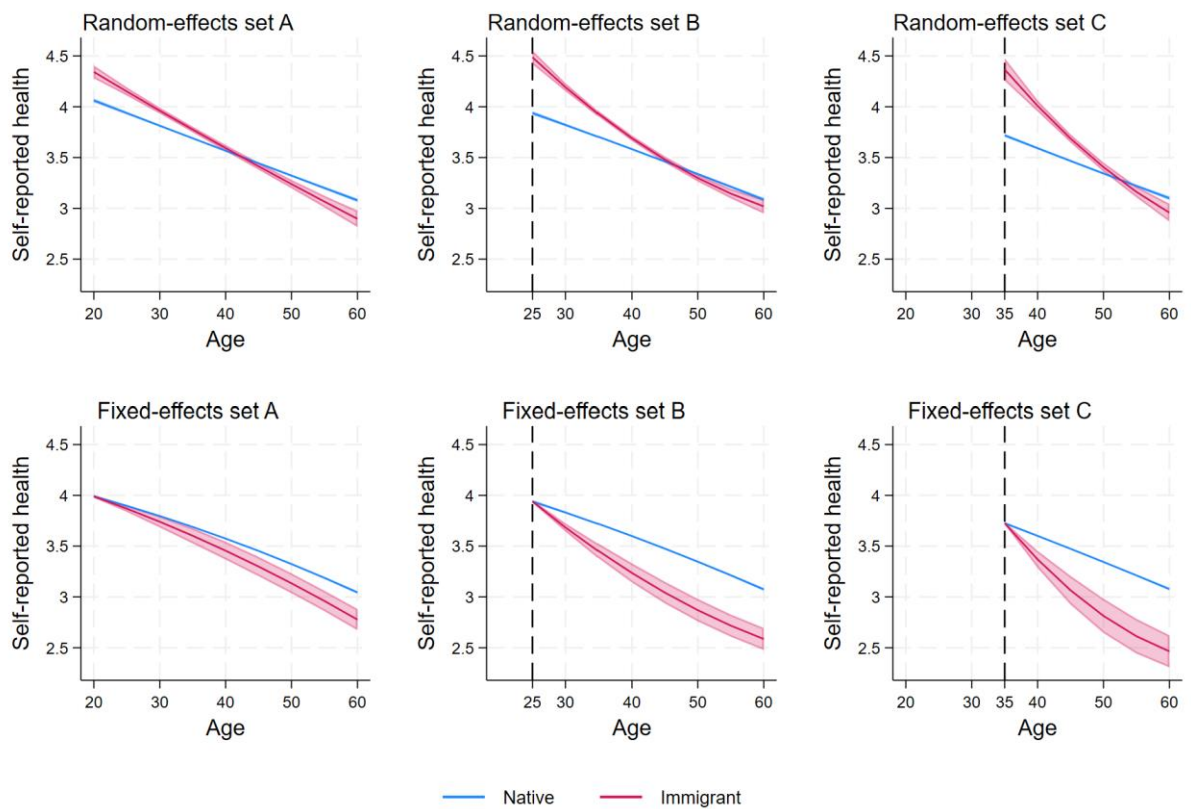 Random-effects set A
Self-reported health
4.5
4
3.5
3
2.5
20 30 40 50 60
Age
Random-effects set B
Self-reported health
4.5
4
3.5
3
2.5
25 30 40 50 60
Age
Random-effects set C
Self-reported health
4.5
4
3.5
3
2.5
20 30 35 40 50 60
Age
Fixed-effects set A
Self-reported health
4.5
4
3.5
3
2.5
20 30 40 50 60
Age
Fixed-effects set B
Self-reported health
4.5
4
3.5
3
2.5
25 30 40 50 60
Age
Fixed-effects set C
Self-reported health
4.5
4
3.5
3
2.5
20 30 35 40 50 60
Age
Native Immigrant